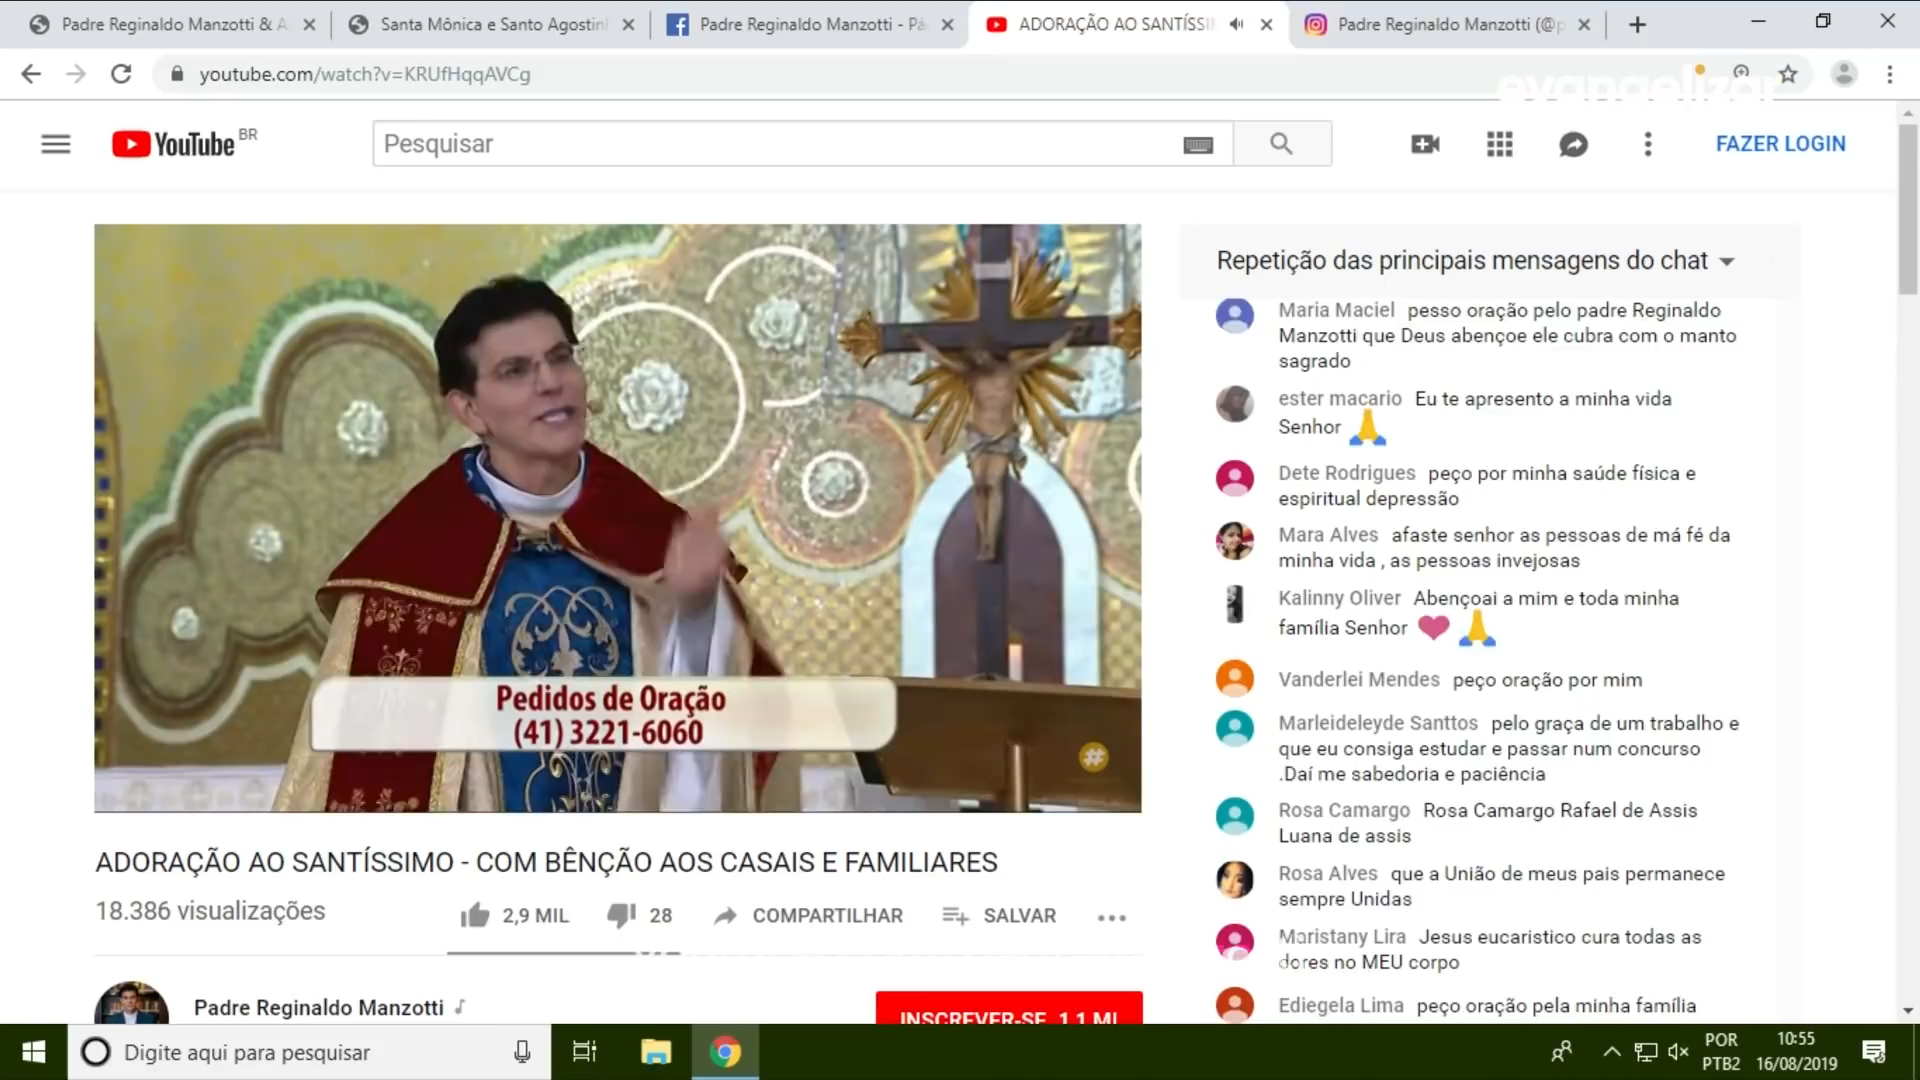 Padre Reginaldo Manzotti & A
Santa Mônica e Santo Agostin
Padre Reginaldo Manzotti - Pá
ADORAÇÃO AO SANTÍSSI
Padre Reginaldo Manzotti (@p
youtube.com/watch?v=KRUfHqqAVCg
evangelizar
YouTube BR
Pesquisar
FAZER LOGIN
Pedidos de Oração
(41) 3221-6060
ADORAÇÃO AO SANTÍSSIMO - COM BÊNÇÃO AOS CASAIS E FAMILIARES
18.386 visualizações
2,9 MIL
28
COMPARTILHAR
SALVAR
Padre Reginaldo Manzotti
INSCREVER-SE 1,1 MI
Repetição das principais mensagens do chat
Maria Maciel pesso oração pelo padre Reginaldo
Manzotti que Deus abençoe ele cubra com o manto
sagrado
ester macario Eu te apresento a minha vida
Senhor
Dete Rodrigues peço por minha saúde física e
espiritual depressão
Mara Alves afaste senhor as pessoas de má fé da
minha vida , as pessoas invejosas
Kalinny Oliver Abençoai a mim e toda minha
família Senhor
Vanderlei Mendes peço oração por mim
Marleideleyde Santtos pelo graça de um trabalho e
que eu consiga estudar e passar num concurso
.Daí me sabedoria e paciência
Rosa Camargo Rosa Camargo Rafael de Assis
Luana de assis
Rosa Alves que a União de meus pais permanece
sempre Unidas
Maristany Lira Jesus eucaristico cura todas as
dores no MEU corpo
Ediegela Lima peço oração pela minha família
Digite aqui para pesquisar
POR
PTB2
10:55
16/08/2019